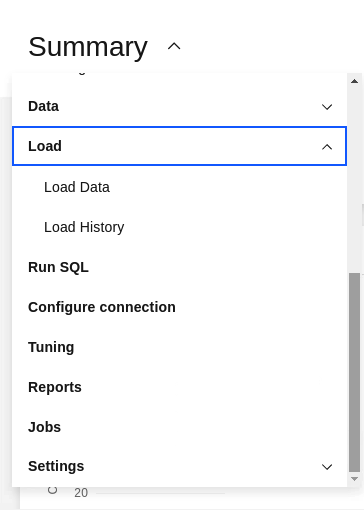 Summary
Data
Load
Load Data
Load History
Run SQL
Configure connection
Tuning
Reports
Jobs
Settings
20